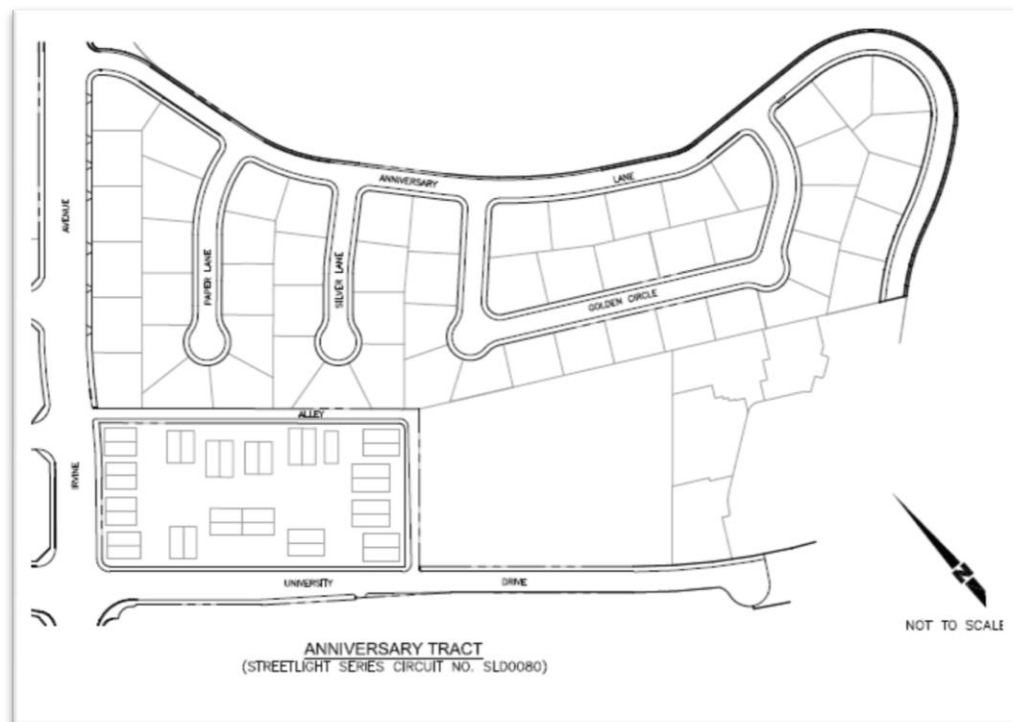 ANNIVERSARY
LANE
AVENUE
PAPER LANE
SILVER LANE
GOLDEN CIRCLE
ALLEY
IRVINE
UNIVERSITY
DRIVE
N
NOT TO SCALE
ANNIVERSARY TRACT
(STREETLIGHT SERIES CIRCUIT NO. SLD0080)